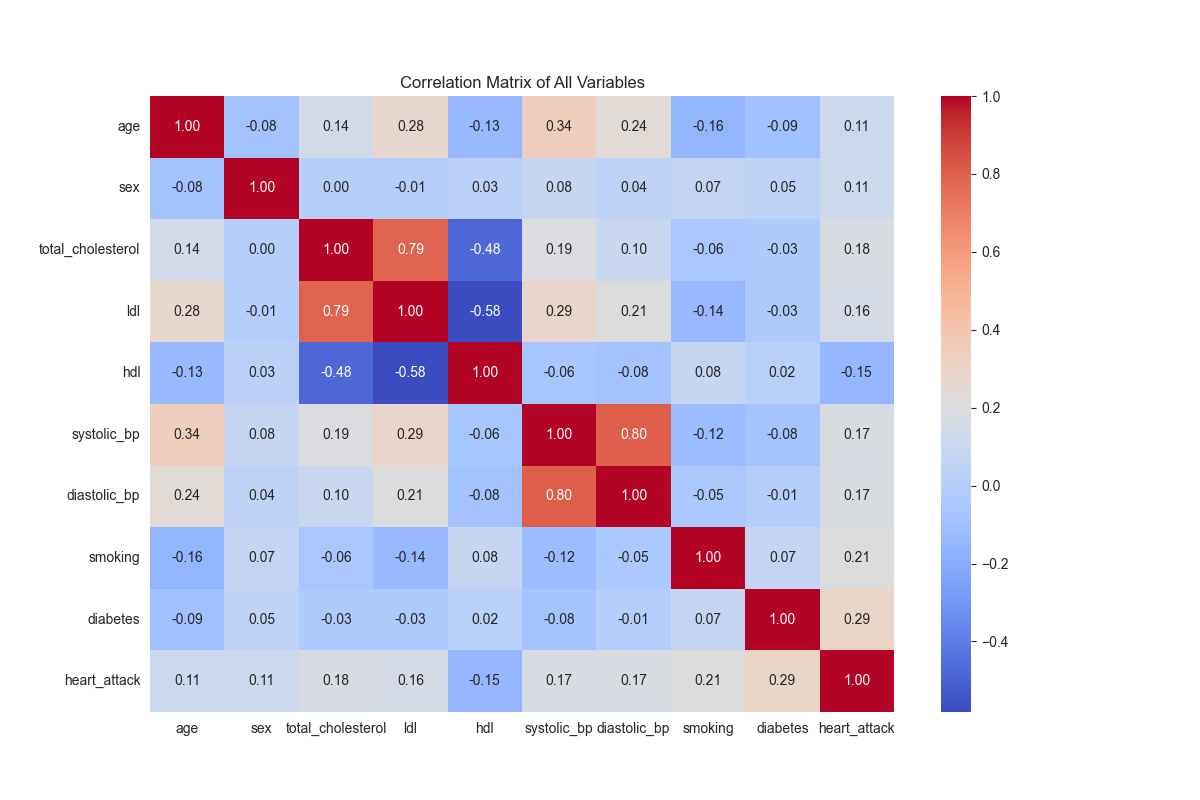 Correlation Matrix of All Variables
age 1.00 -0.08 0.14 0.28 -0.13 0.34 0.24 -0.16 -0.09 0.11
sex -0.08 1.00 0.00 -0.01 0.03 0.08 0.04 0.07 0.05 0.11
total_cholesterol 0.14 0.00 1.00 0.79 -0.48 0.19 0.10 -0.06 -0.03 0.18
ldl 0.28 -0.01 0.79 1.00 -0.58 0.29 0.21 -0.14 -0.03 0.16
hdl -0.13 0.03 -0.48 -0.58 1.00 -0.06 -0.08 0.08 0.02 -0.15
systolic_bp 0.34 0.08 0.19 0.29 -0.06 1.00 0.80 -0.12 -0.08 0.17
diastolic_bp 0.24 0.04 0.10 0.21 -0.08 0.80 1.00 -0.05 -0.01 0.17
smoking -0.16 0.07 -0.06 -0.14 0.08 -0.12 -0.05 1.00 0.07 0.21
diabetes -0.09 0.05 -0.03 -0.03 0.02 -0.08 -0.01 0.07 1.00 0.29
heart_attack 0.11 0.11 0.18 0.16 -0.15 0.17 0.17 0.21 0.29 1.00
age sex total_cholesterol ldl hdl systolic_bp diastolic_bp smoking diabetes heart_attack
1.0
0.8
0.6
0.4
0.2
0.0
−0.2
−0.4